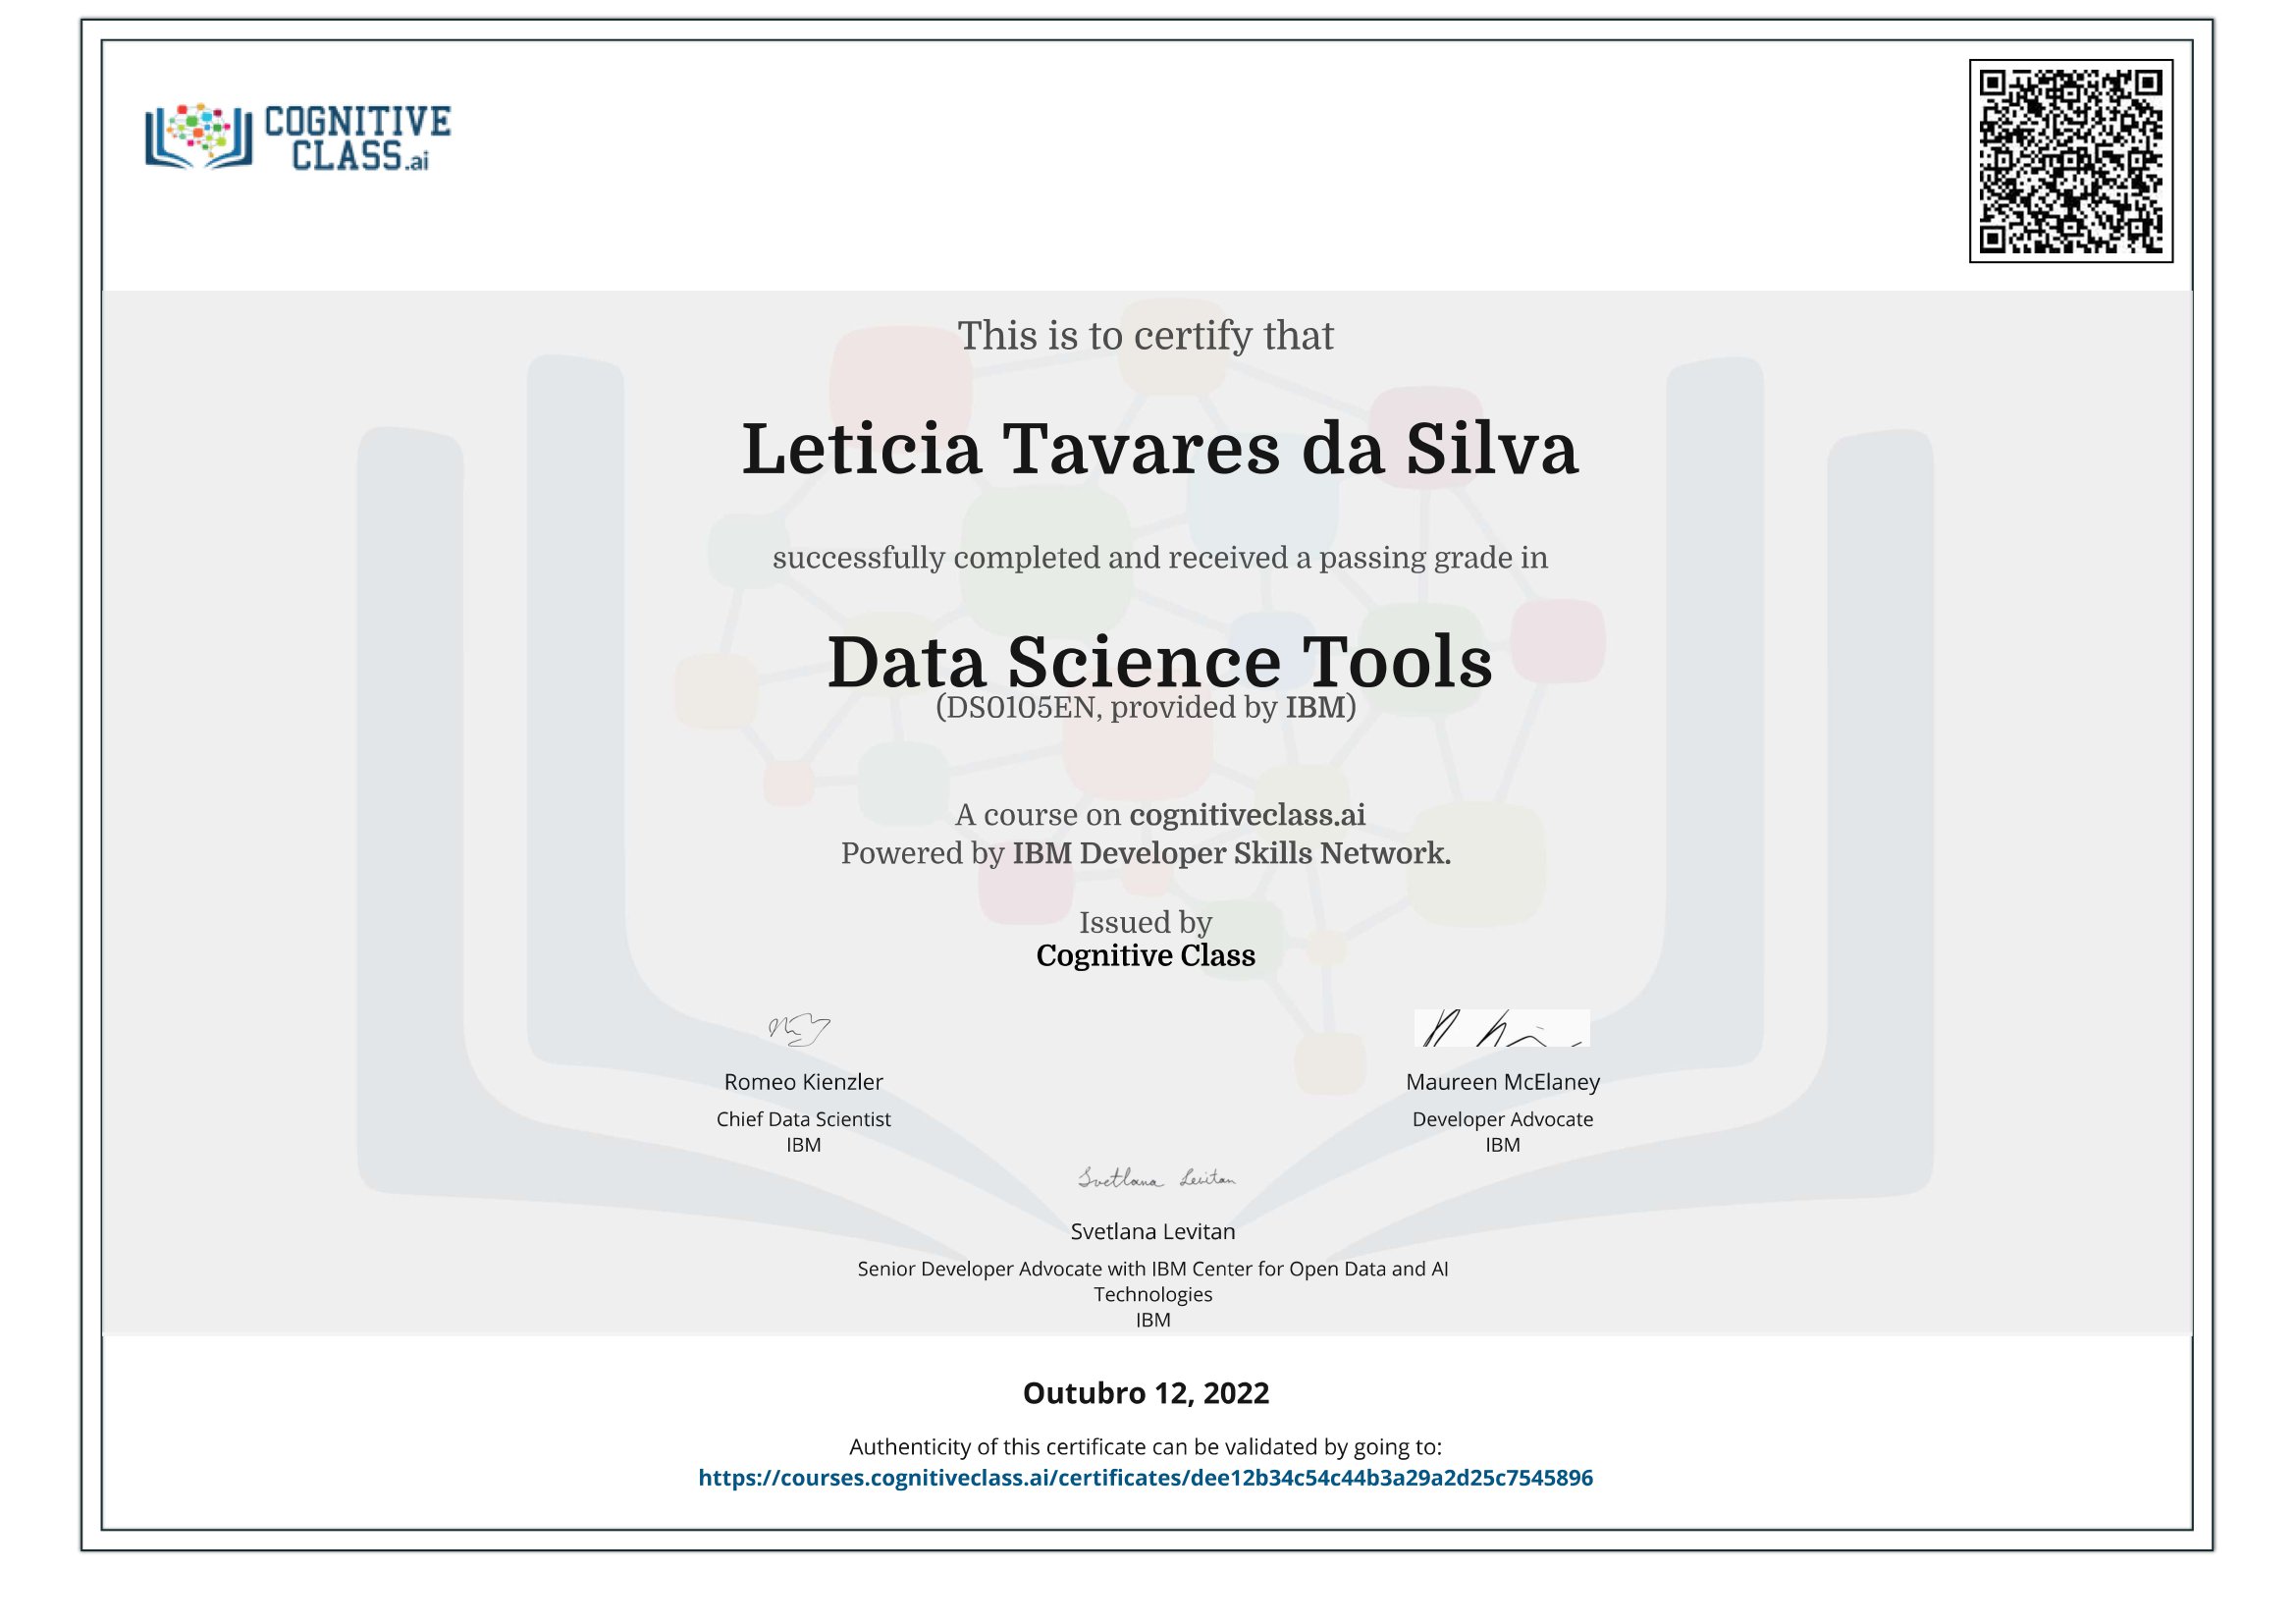 COGNITIVE
CLASS.ai
This is to certify that
Leticia Tavares da Silva
successfully completed and received a passing grade in
Data Science Tools
(DS0105EN, provided by IBM)
A course on cognitiveclass.ai
Powered by IBM Developer Skills Network.
Issued by
Cognitive Class
Romeo Kienzler
Chief Data Scientist
IBM
Maureen McElaney
Developer Advocate
IBM
Svetlana Levitan
Svetlana Levitan
Senior Developer Advocate with IBM Center for Open Data and AI
Technologies
IBM
Outubro 12, 2022
Authenticity of this certificate can be validated by going to:
https://courses.cognitiveclass.ai/certificates/dee12b34c54c44b3a29a2d25c7545896